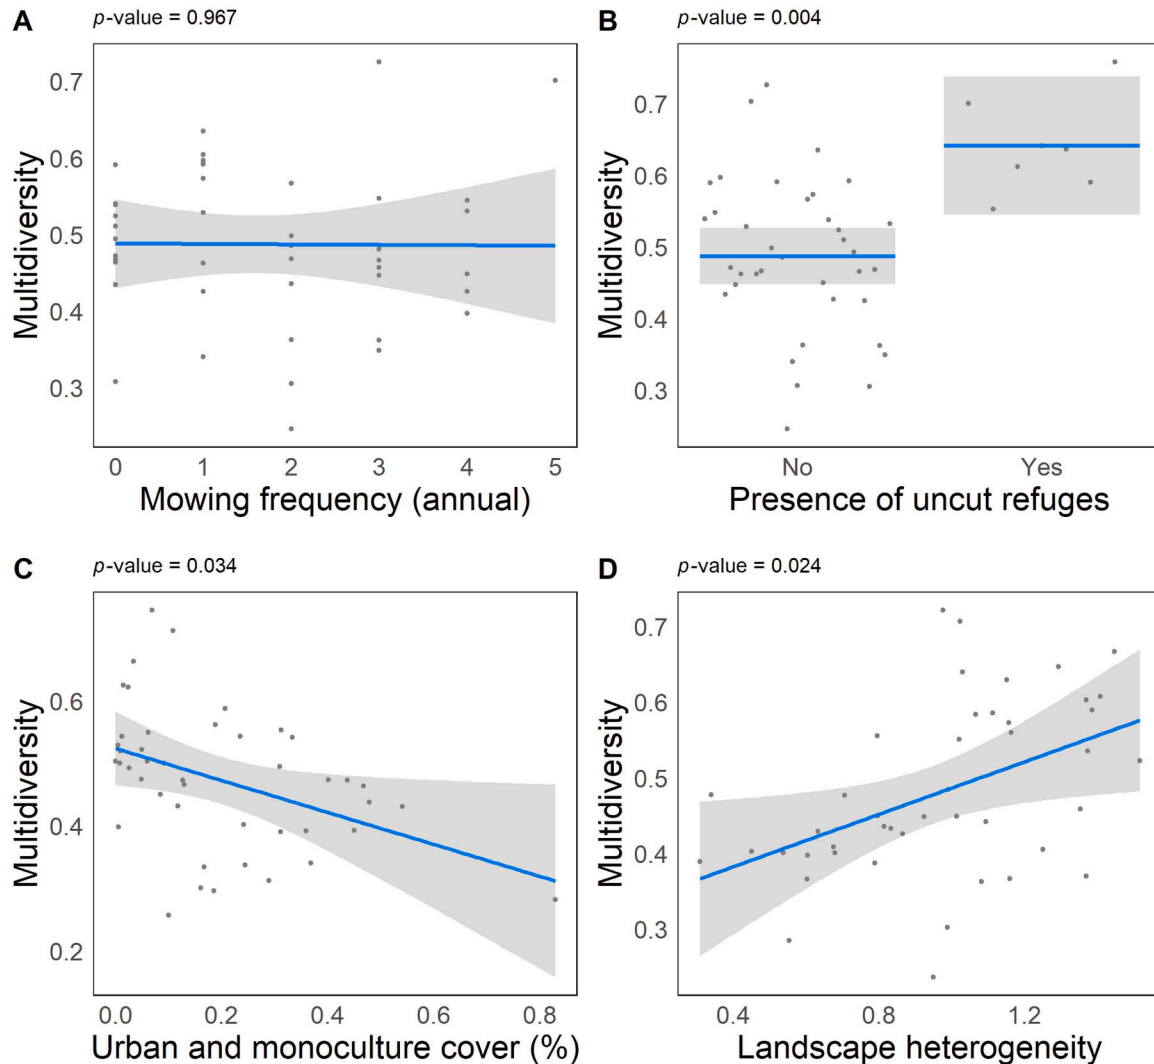 A
p-value = 0.967
Multidiversity
0.7
0.6
0.5
0.4
0.3
0 1 2 3 4 5
Mowing frequency (annual)
B
p-value = 0.004
Multidiversity
0.7
0.6
0.5
0.4
0.3
No Yes
Presence of uncut refuges
C
p-value = 0.034
Multidiversity
0.6
0.4
0.2
0.0 0.2 0.4 0.6 0.8
Urban and monoculture cover (%)
D
p-value = 0.024
Multidiversity
0.7
0.6
0.5
0.4
0.3
0.4 0.8 1.2
Landscape heterogeneity